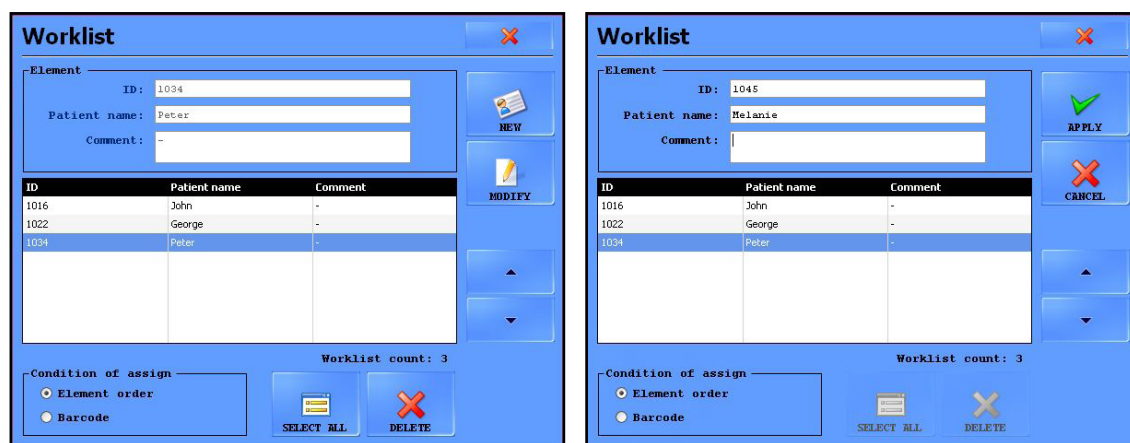 Worklist
Element
ID: 1034
Patient name: Peter
Comment: -
NEW
MODIFY
ID Patient name Comment
1016 John -
1022 George -
1034 Peter -
Worklist count: 3
Condition of assign
Element order
Barcode
SELECT ALL
DELETE
Worklist
Element
ID: 1045
Patient name: Melanie
Comment:
APPLY
CANCEL
ID Patient name Comment
1016 John -
1022 George -
1034 Peter -
Worklist count: 3
Condition of assign
Element order
Barcode
SELECT ALL
DELETE